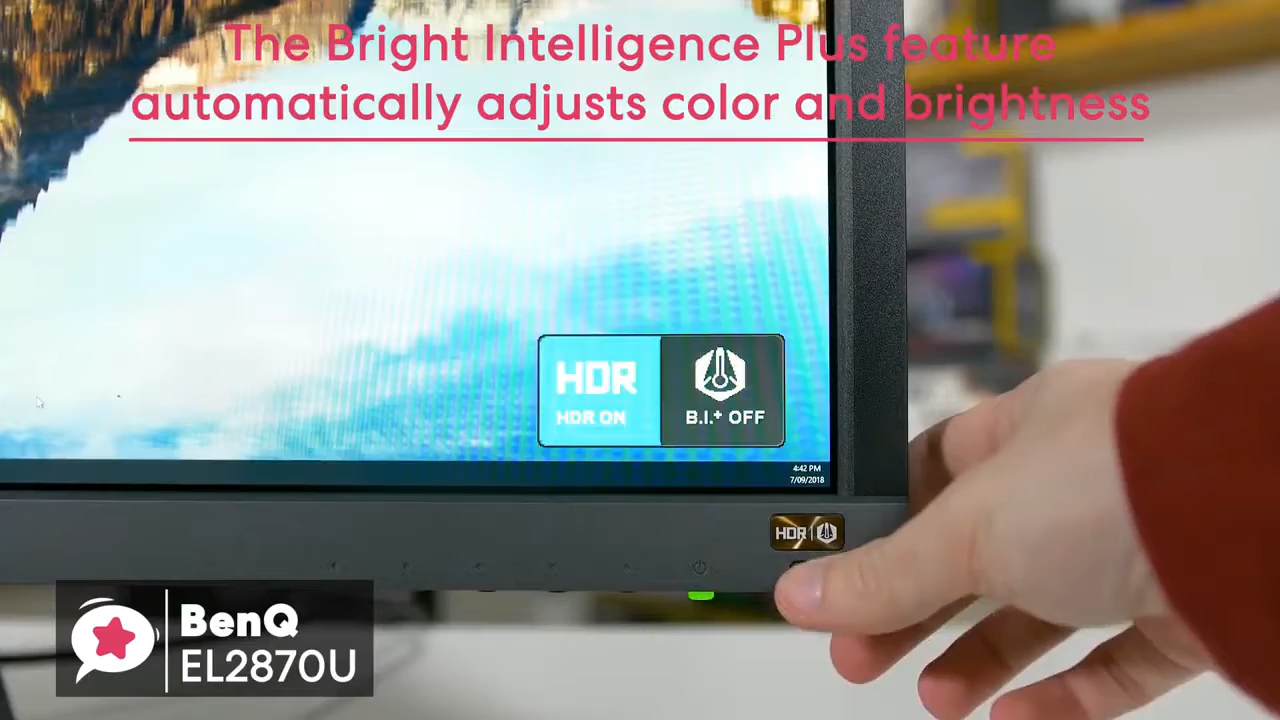 The Bright Intelligence Plus feature
automatically adjusts color and brightness
HDR
HDR ON
B.I.+ OFF
4:42 PM
7/09/2018
HDR
BenQ
EL2870U